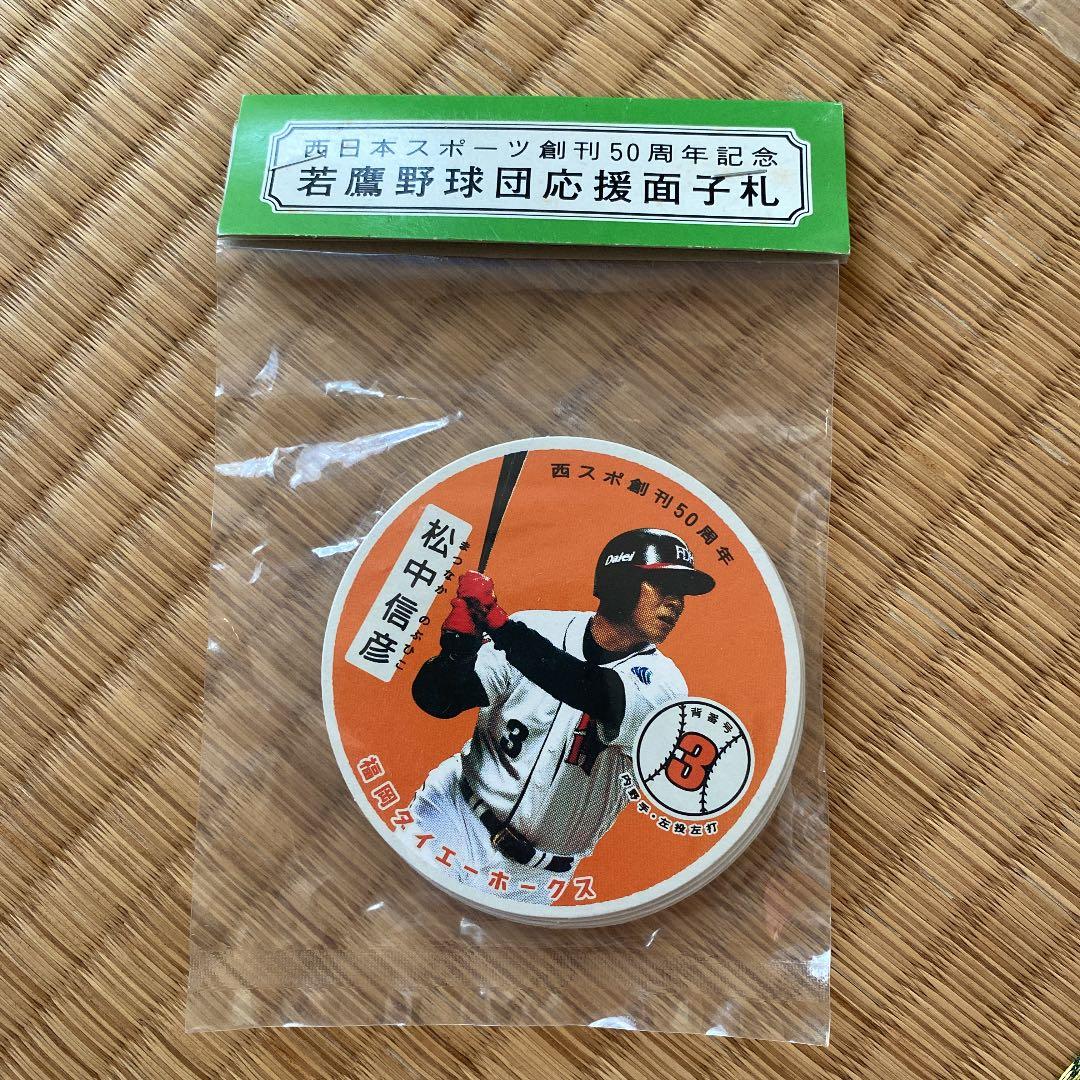 西日本スポーツ創刊50周年記念
若鷹野球団応援面子札
西スポ創刊50周年
松中信彦
まつなか のぶひこ
Daiei
FDH
3
H
背番号
3
内野手・左投左打
福岡ダイエーホークス